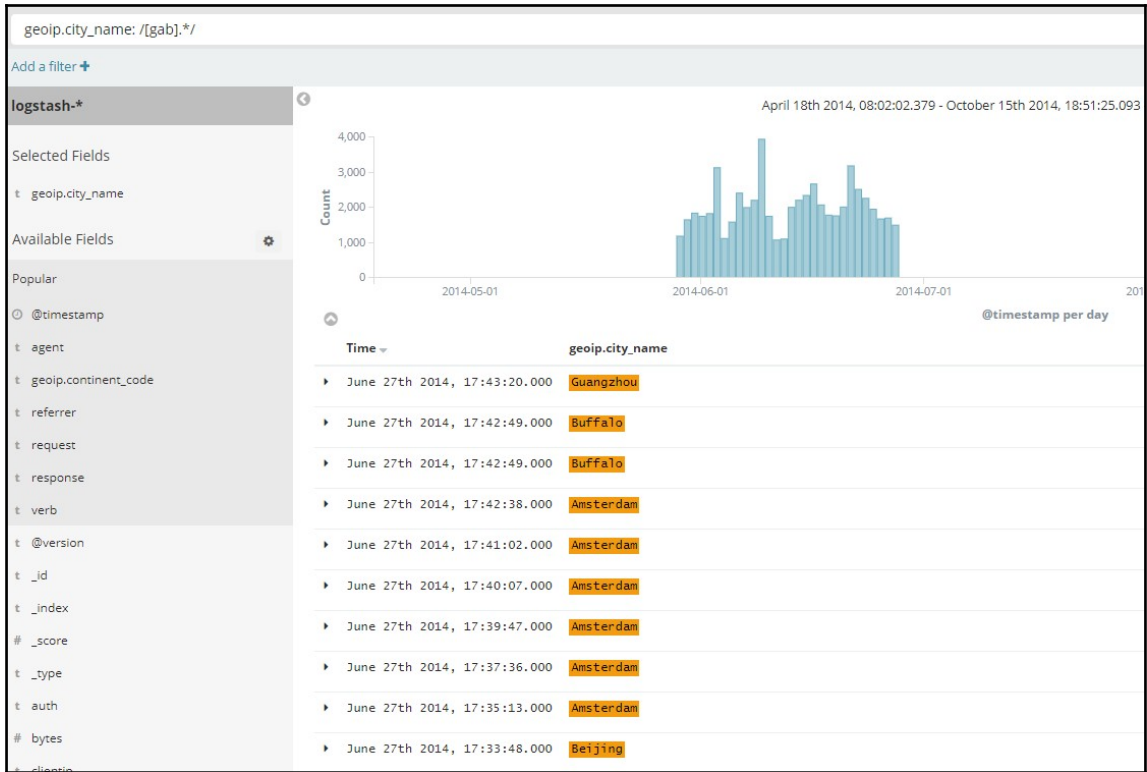 geoip.city_name: /[gab].*/
Add a filter +
logstash-*
April 18th 2014, 08:02:02.379 - October 15th 2014, 18:51:25.093
Selected Fields
t geoip.city_name
Available Fields
Popular
@timestamp
t agent
t geoip.continent_code
t referrer
t request
t response
t verb
t @version
t _id
t _index
# _score
t _type
t auth
# bytes
t clientip
Count
4,000
3,000
2,000
1,000
0
2014-05-01 2014-06-01 2014-07-01 201
@timestamp per day
Time geoip.city_name
June 27th 2014, 17:43:20.000 Guangzhou
June 27th 2014, 17:42:49.000 Buffalo
June 27th 2014, 17:42:49.000 Buffalo
June 27th 2014, 17:42:38.000 Amsterdam
June 27th 2014, 17:41:02.000 Amsterdam
June 27th 2014, 17:40:07.000 Amsterdam
June 27th 2014, 17:39:47.000 Amsterdam
June 27th 2014, 17:37:36.000 Amsterdam
June 27th 2014, 17:35:13.000 Amsterdam
June 27th 2014, 17:33:48.000 Beijing